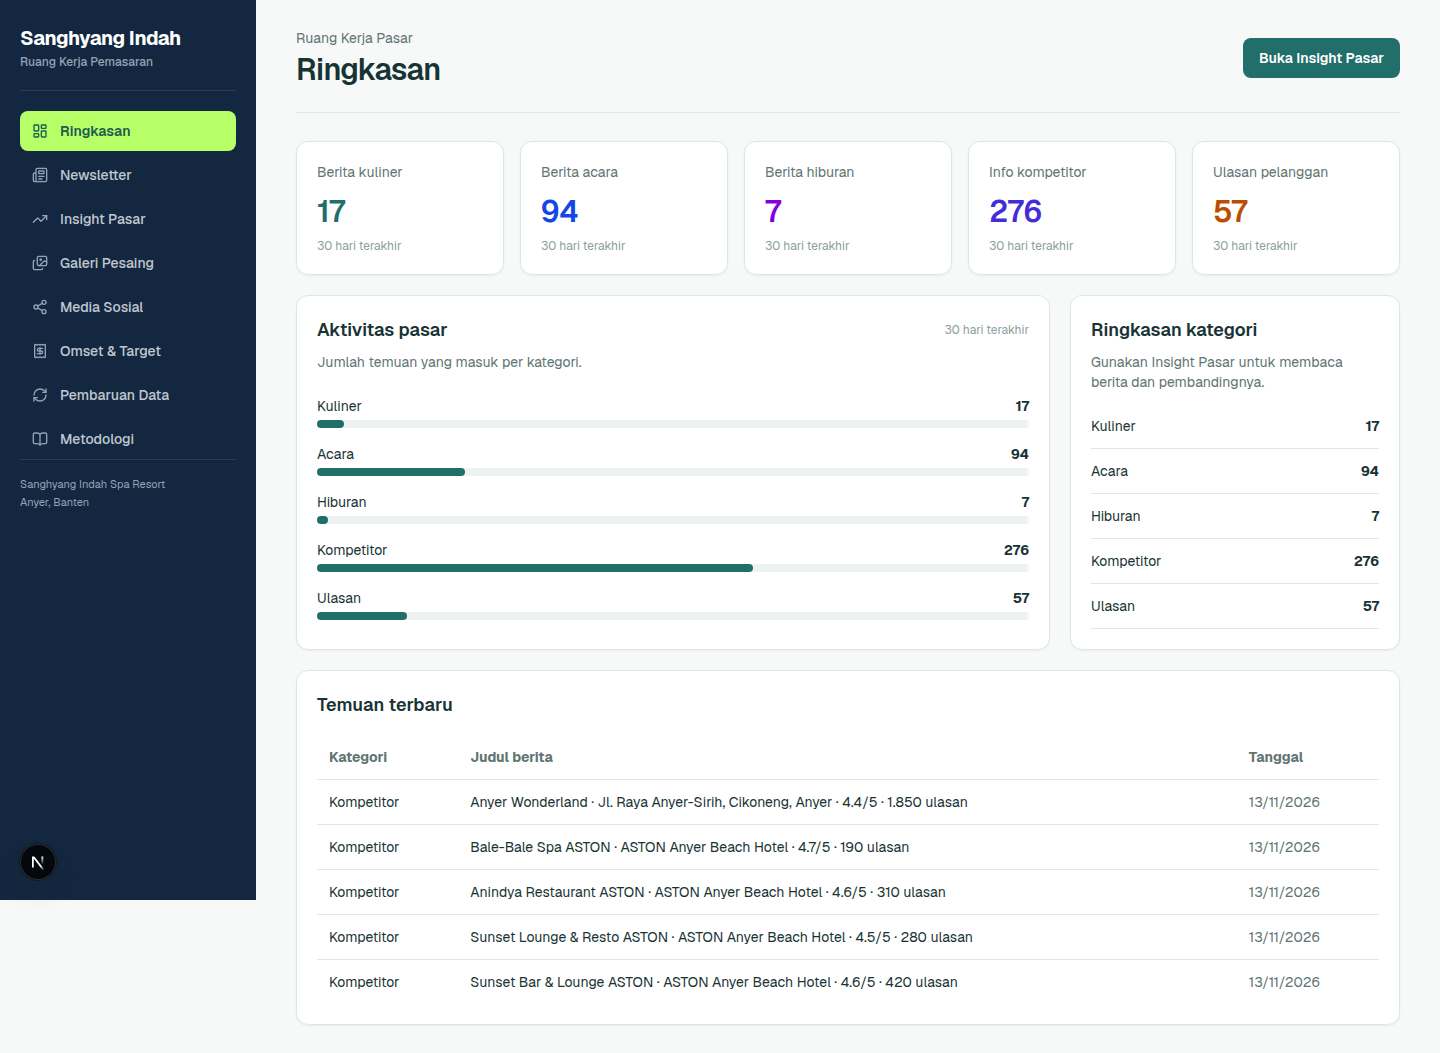 Sanghyang Indah
Ruang Kerja Pemasaran
Ringkasan
Newsletter
Insight Pasar
Galeri Pesaing
Media Sosial
Omset & Target
Pembaruan Data
Metodologi
Sanghyang Indah Spa Resort
Anyer, Banten
N
Ruang Kerja Pasar
Ringkasan
Buka Insight Pasar
Berita kuliner
17
30 hari terakhir
Berita acara
94
30 hari terakhir
Berita hiburan
7
30 hari terakhir
Info kompetitor
276
30 hari terakhir
Ulasan pelanggan
57
30 hari terakhir
Aktivitas pasar
30 hari terakhir
Jumlah temuan yang masuk per kategori.
Kuliner 17
Acara 94
Hiburan 7
Kompetitor 276
Ulasan 57
Ringkasan kategori
Gunakan Insight Pasar untuk membaca
berita dan pembandingnya.
Kuliner 17
Acara 94
Hiburan 7
Kompetitor 276
Ulasan 57
Temuan terbaru
Kategori Judul berita Tanggal
Kompetitor Anyer Wonderland · Jl. Raya Anyer-Sirih, Cikoneng, Anyer · 4.4/5 · 1.850 ulasan 13/11/2026
Kompetitor Bale-Bale Spa ASTON · ASTON Anyer Beach Hotel · 4.7/5 · 190 ulasan 13/11/2026
Kompetitor Anindya Restaurant ASTON · ASTON Anyer Beach Hotel · 4.6/5 · 310 ulasan 13/11/2026
Kompetitor Sunset Lounge & Resto ASTON · ASTON Anyer Beach Hotel · 4.5/5 · 280 ulasan 13/11/2026
Kompetitor Sunset Bar & Lounge ASTON · ASTON Anyer Beach Hotel · 4.6/5 · 420 ulasan 13/11/2026